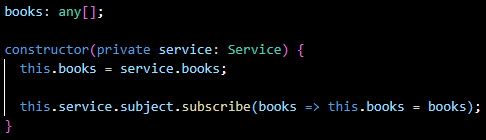 books: any[];
constructor(private service: Service) {
this.books = service.books;
this.service.subject.subscribe(books => this.books = books);
}